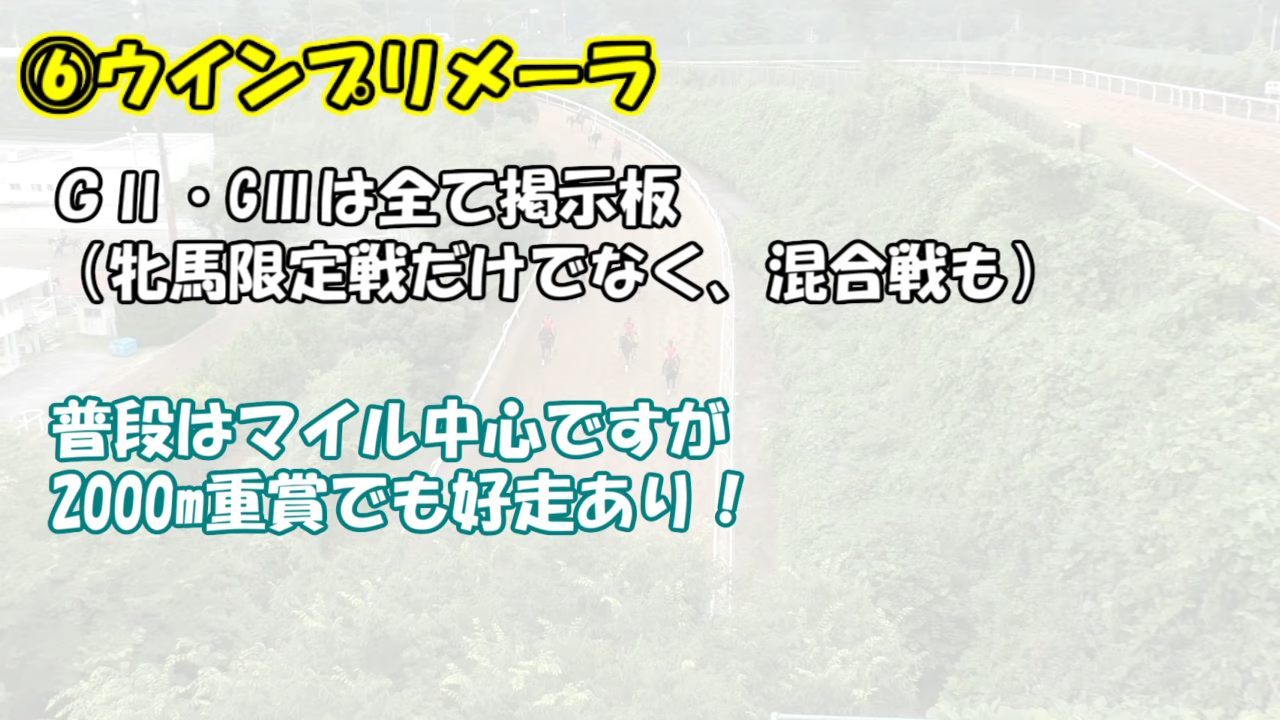 ⑥ウインプリメーラ
GⅡ・GⅢは全て掲示板
（牝馬限定戦だけでなく、混合戦も）
普段はマイル中心ですが
2000m重賞でも好走あり！